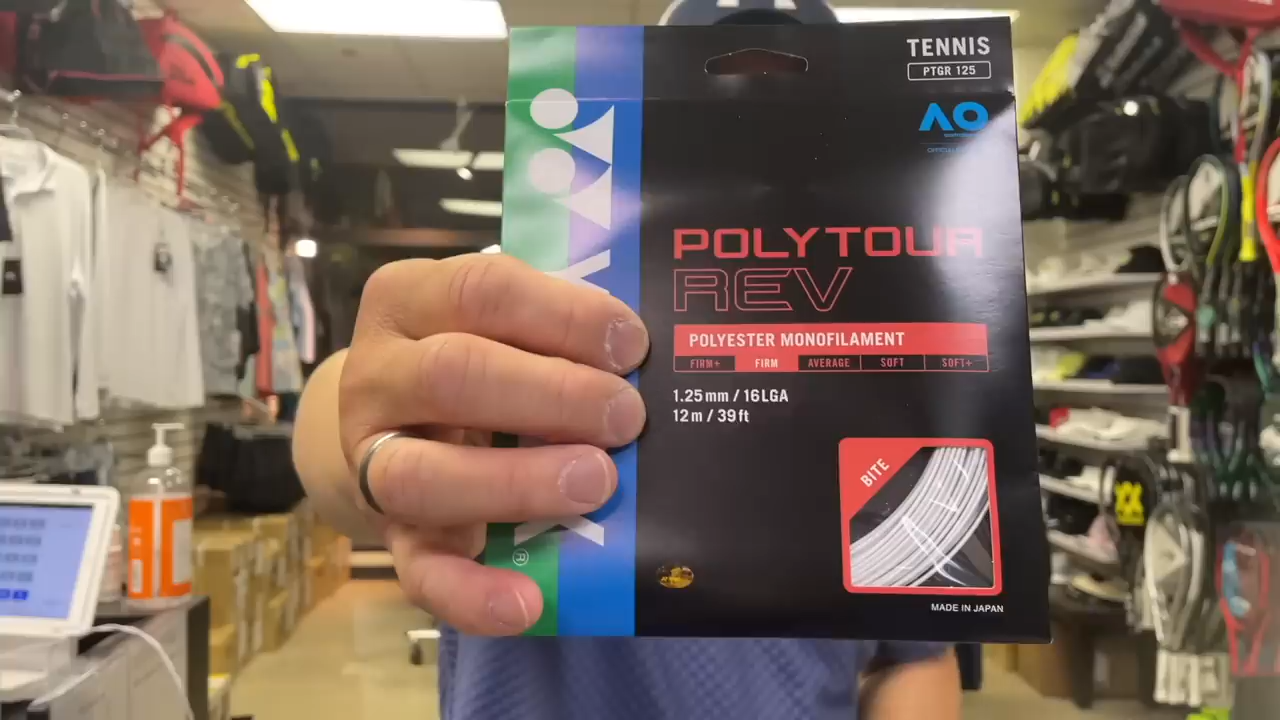 TENNIS
PTGR 125
AO
POLYTOUR
REV
POLYESTER MONOFILAMENT
FIRM+ FIRM AVERAGE SOFT SOFT+
1.25mm / 16LGA
12m / 39ft
BITE
MADE IN JAPAN
®